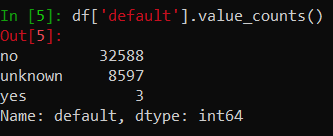 In [5]: df['default'].value_counts()
Out[5]:
no         32588
unknown     8597
yes            3
Name: default, dtype: int64